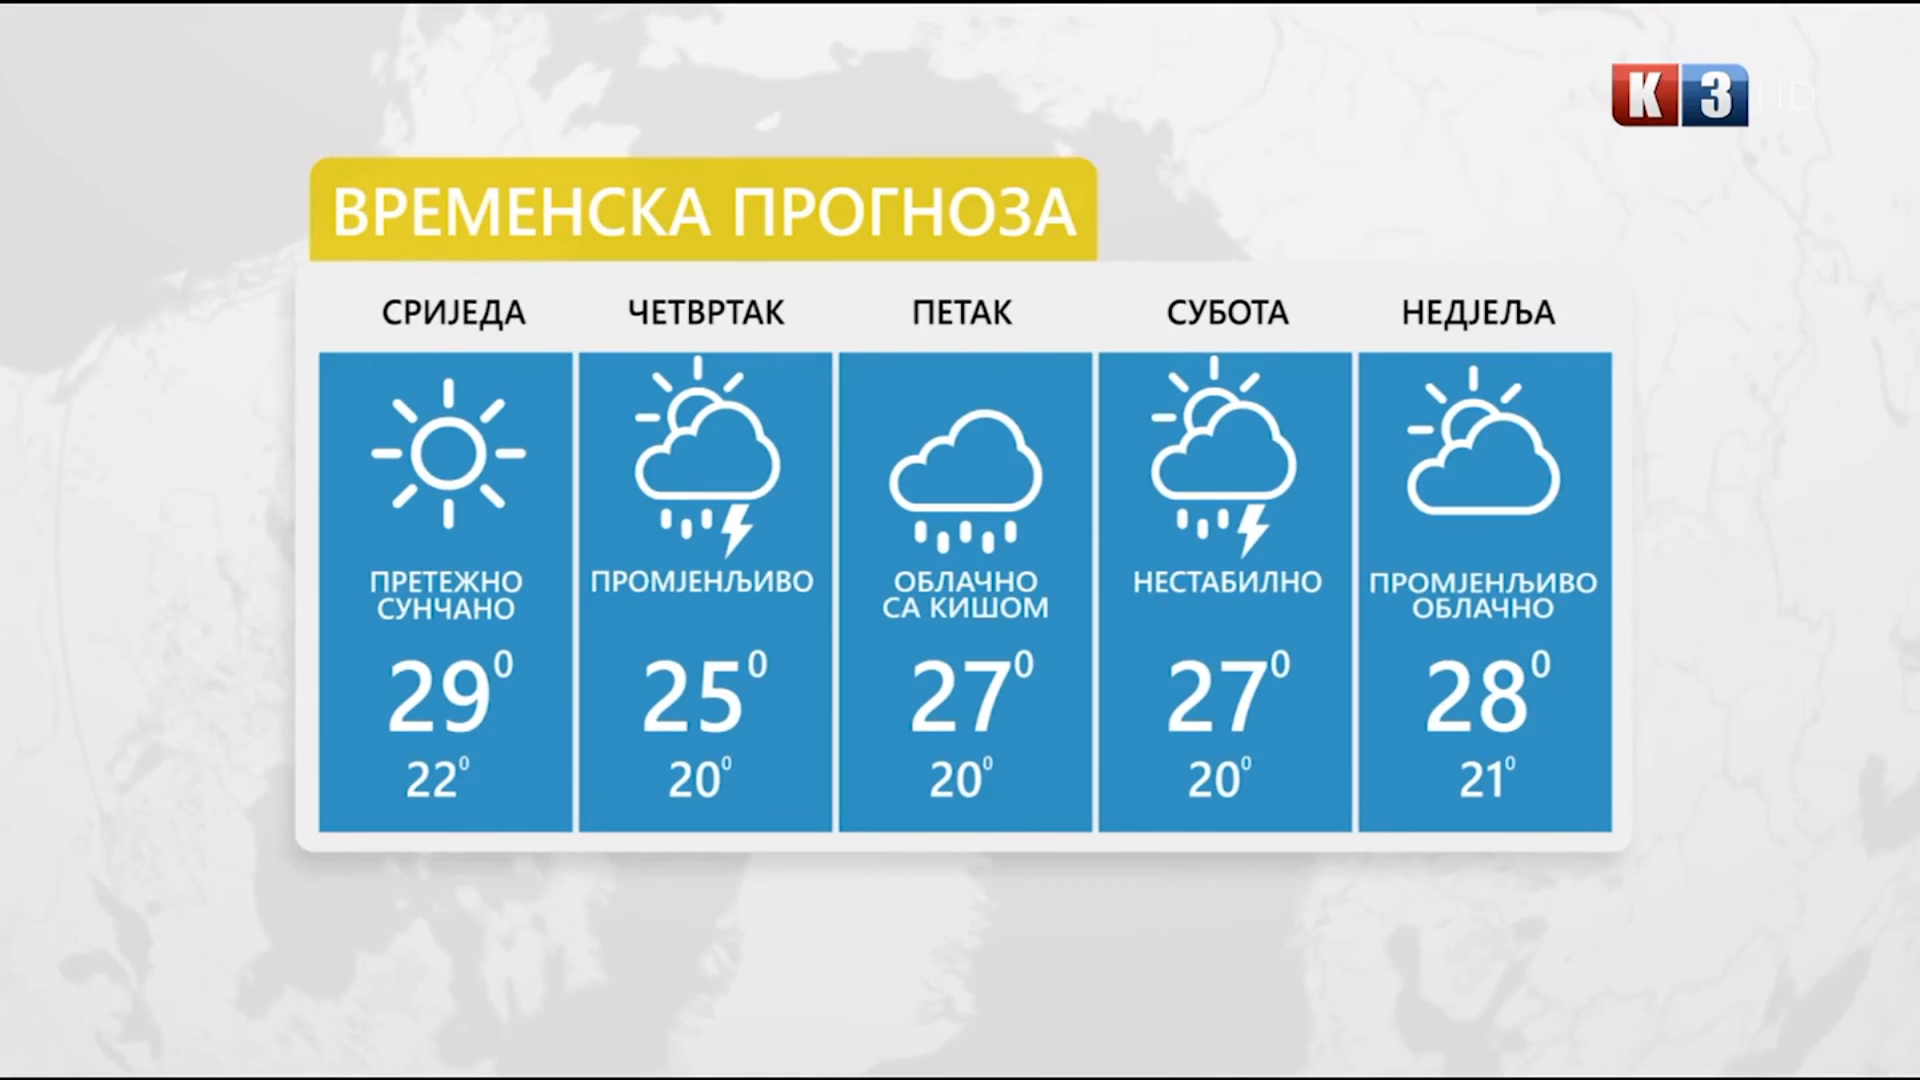 К3 HD
ВРЕМЕНСКА ПРОГНОЗА
СРИЈЕДА ЧЕТВРТАК ПЕТАК СУБОТА НЕДЈЕЉА
ПРЕТЕЖНО
СУНЧАНО
29⁰
22⁰
ПРОМЈЕНЉИВО
25⁰
20⁰
ОБЛАЧНО
СА КИШОМ
27⁰
20⁰
НЕСТАБИЛНО
27⁰
20⁰
ПРОМЈЕНЉИВО
ОБЛАЧНО
28⁰
21⁰